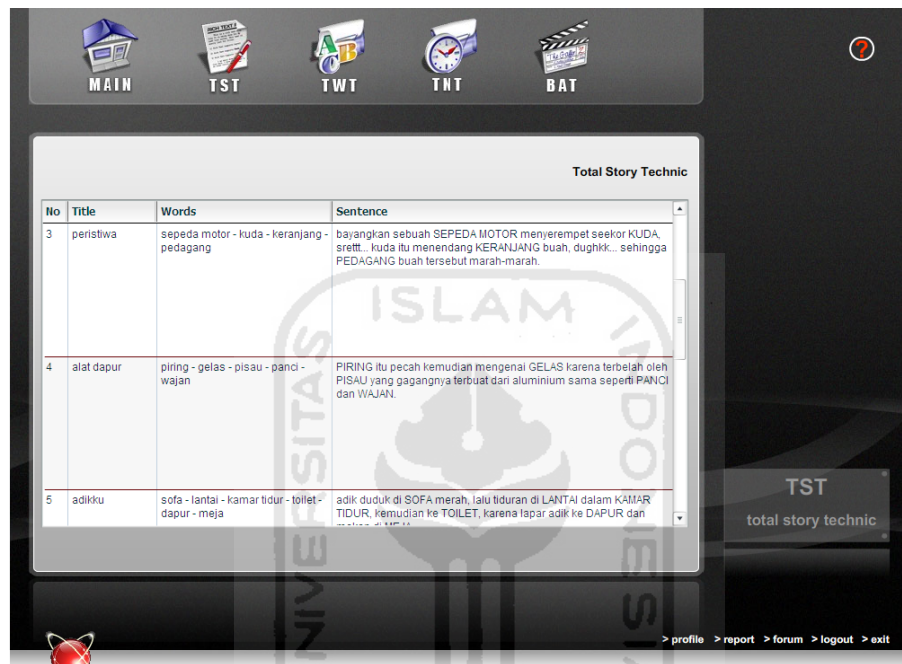 MAIN TST TWT TNT BAT
Total Story Technic
No Title Words Sentence
3 peristiwa sepeda motor - kuda - keranjang - bayangkan sebuah SEPEDA MOTOR menyerempet seekor KUDA,
pedagang srettt... kuda itu menendang KERANJANG buah, dughkk... sehingga
PEDAGANG buah tersebut marah-marah.
4 alat dapur piring - gelas - pisau - panci - PIRING itu pecah kemudian mengenai GELAS karena terbelah oleh
wajan PISAU yang gagangnya terbuat dari aluminium sama seperti PANCI
dan WAJAN.
5 adikku sofa - lantai - kamar tidur - toilet - adik duduk di SOFA merah, lalu tiduran di LANTAI dalam KAMAR
dapur - meja TIDUR, kemudian ke TOILET, karena lapar adik ke DAPUR dan
TST
total story technic
> profile > report > forum > logout > exit
ISLAM
UNIVERSITAS